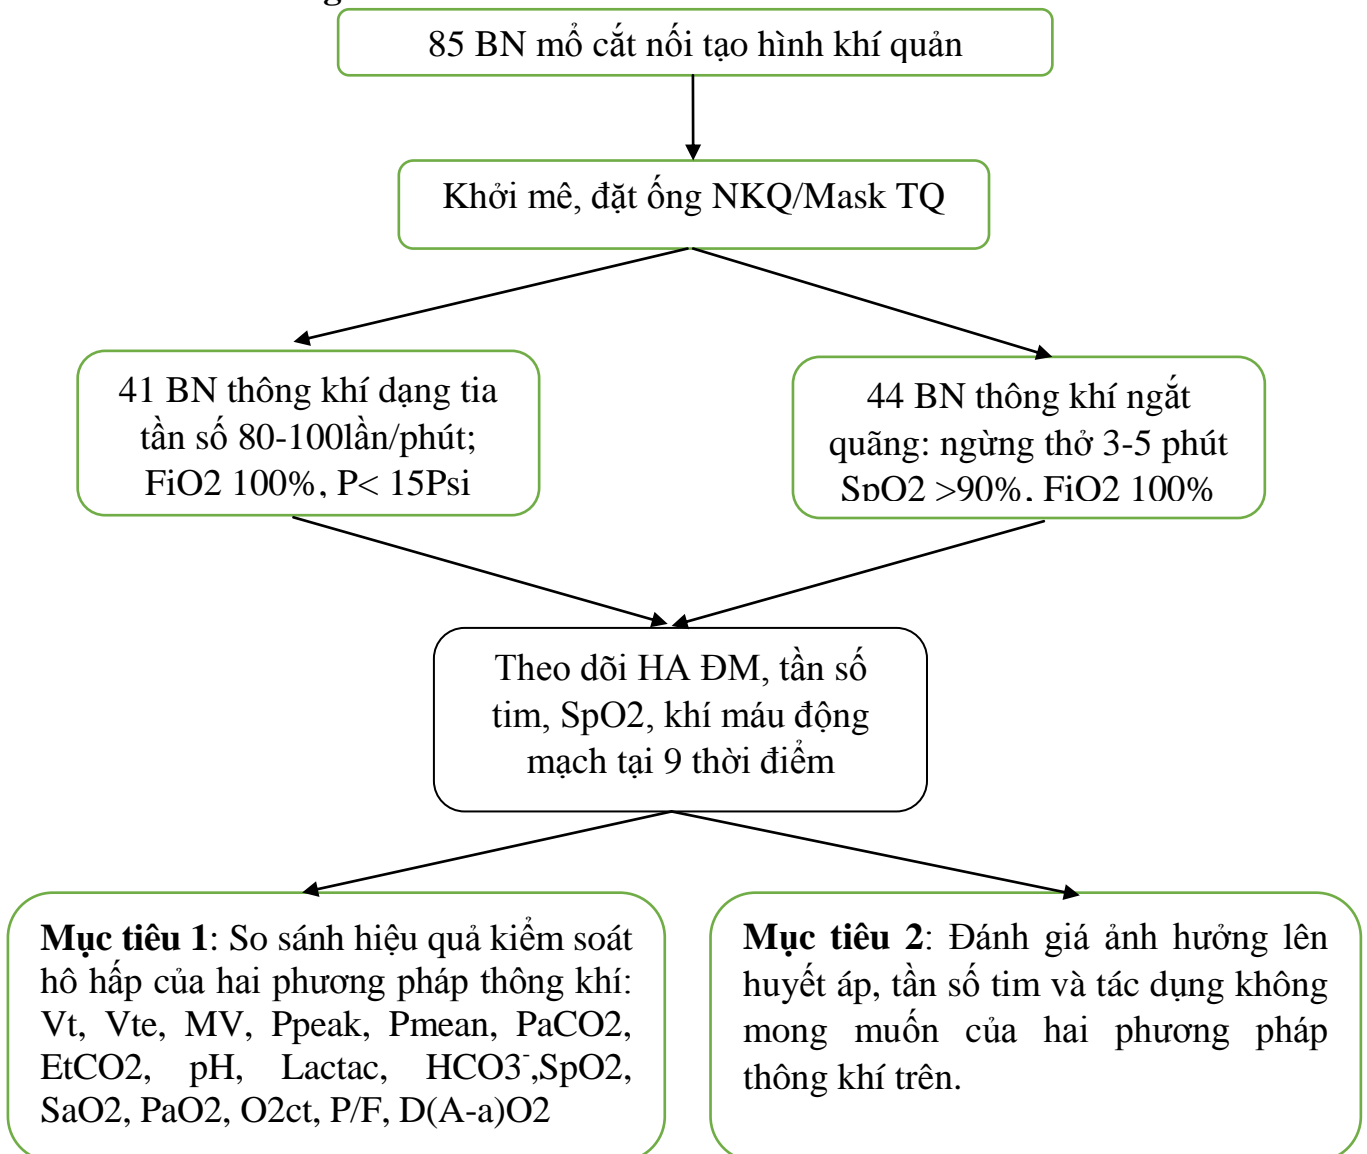 85 BN mổ cắt nối tạo hình khí quản
Khởi mê, đặt ống NKQ/Mask TQ
41 BN thông khí dạng tia
tần số 80-100lần/phút;
FiO2 100%, P< 15Psi
44 BN thông khí ngắt
quãng: ngừng thở 3-5 phút
SpO2 >90%, FiO2 100%
Theo dõi HA ĐM, tần số
tim, SpO2, khí máu động
mạch tại 9 thời điểm
Mục tiêu 1: So sánh hiệu quả kiểm soát
hô hấp của hai phương pháp thông khí:
Vt, Vte, MV, Ppeak, Pmean, PaCO2,
EtCO2, pH, Lactac, HCO3⁻,SpO2,
SaO2, PaO2, O2ct, P/F, D(A-a)O2
Mục tiêu 2: Đánh giá ảnh hưởng lên
huyết áp, tần số tim và tác dụng không
mong muốn của hai phương pháp
thông khí trên.